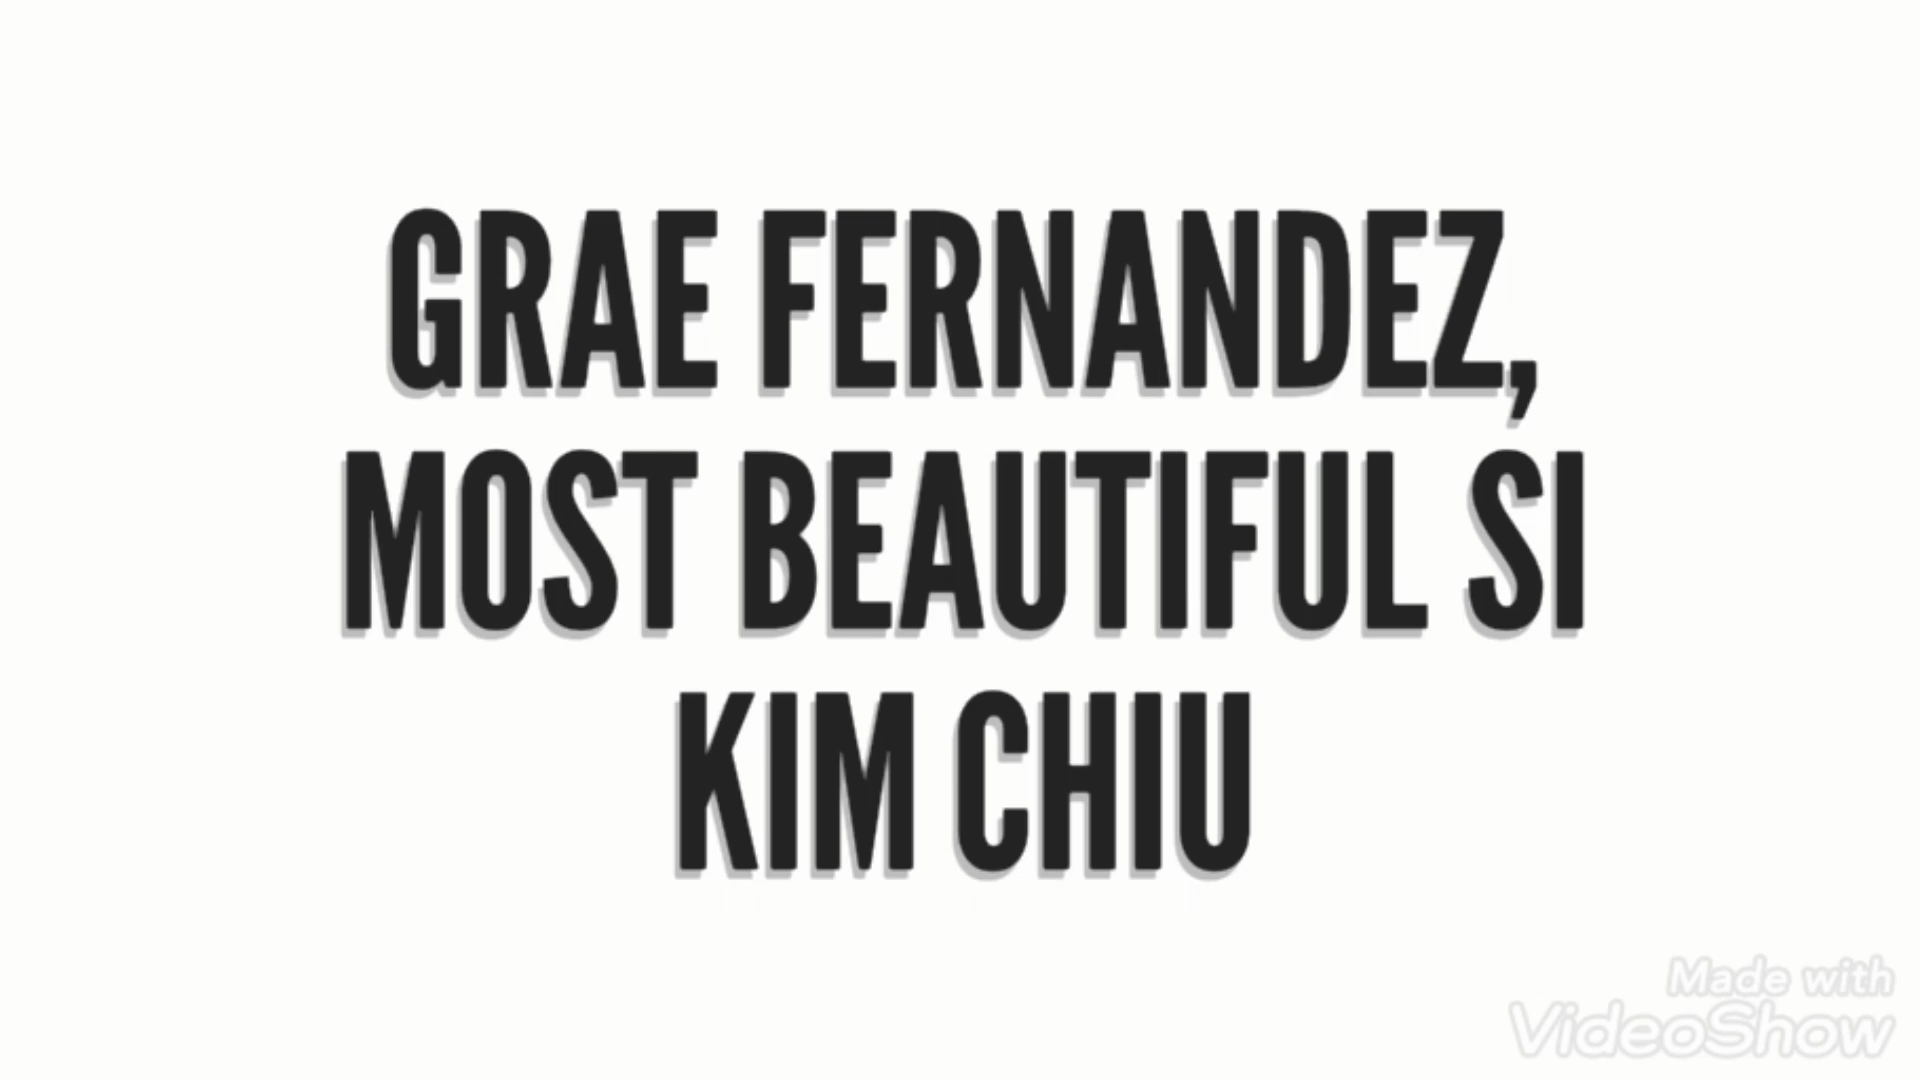 GRAE FERNANDEZ,
MOST BEAUTIFUL SI
KIM CHIU
Made with
VideoShow